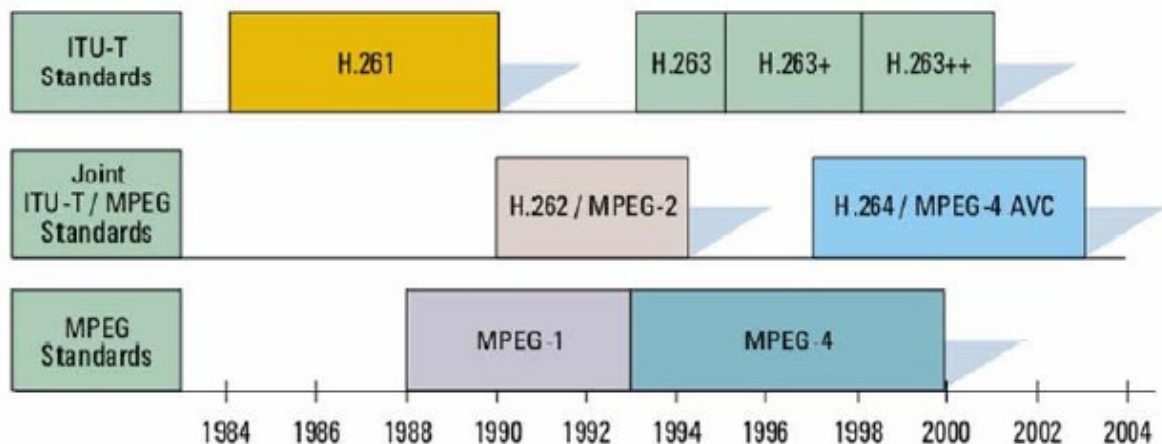 ITU-T
Standards
H.261
H.263
H.263+
H.263++
Joint
ITU-T / MPEG
Standards
H.262 / MPEG-2
H.264 / MPEG-4 AVC
MPEG
Standards
MPEG-1
MPEG-4
1984 1986 1988 1990 1992 1994 1996 1998 2000 2002 2004